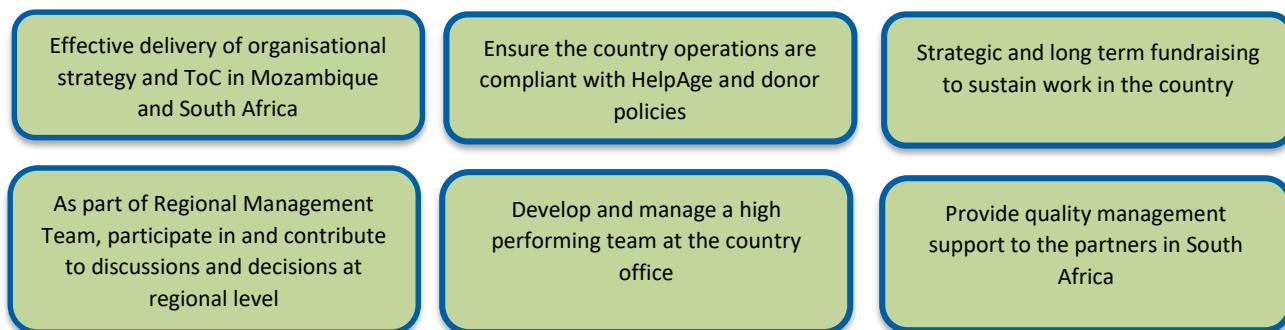 Effective delivery of organisational
strategy and ToC in Mozambique
and South Africa
Ensure the country operations are
compliant with HelpAge and donor
policies
Strategic and long term fundraising
to sustain work in the country
As part of Regional Management
Team, participate in and contribute
to discussions and decisions at
regional level
Develop and manage a high
performing team at the country
office
Provide quality management
support to the partners in South
Africa